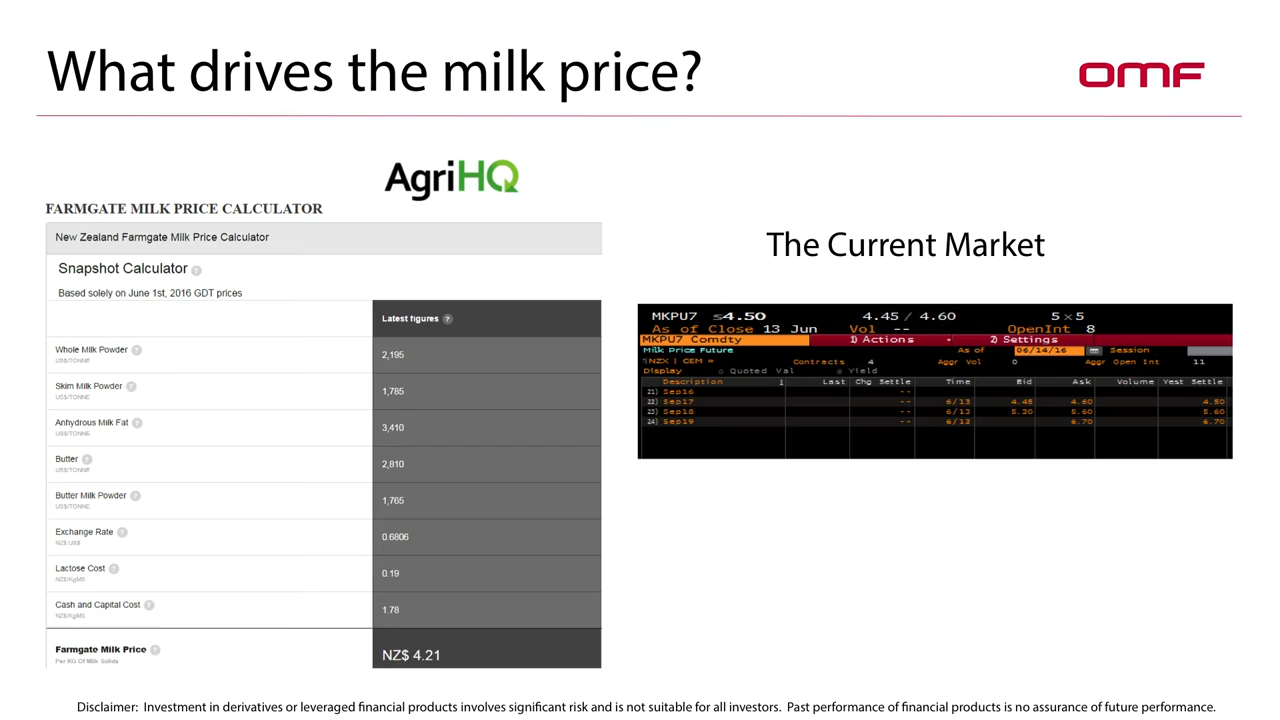 What drives the milk price?
OMF
AgriHQ
FARMGATE MILK PRICE CALCULATOR
New Zealand Farmgate Milk Price Calculator
Snapshot Calculator ?
Based solely on June 1st, 2016 GDT prices
Latest figures ?
Whole Milk Powder ?
US$/TONNE
2,195
Skim Milk Powder ?
US$/TONNE
1,785
Anhydrous Milk Fat ?
US$/TONNE
3,410
Butter ?
US$/TONNE
2,810
Butter Milk Powder ?
US$/TONNE
1,765
Exchange Rate ?
NZ$:US$
0.6806
Lactose Cost ?
NZ$/KgMS
0.19
Cash and Capital Cost ?
NZ$/KgMS
1.78
Farmgate Milk Price ?
Per KG Of Milk Solids
NZ$ 4.21
The Current Market
MKPU7 4.50 4.45 / 4.60 5×5
As of Close 13 Jun Vol -- OpenInt 8
MKPU7 Comdty 1) Actions 2) Settings
Milk Price Future As of 06/14/16 Session
NZX | CEM Contracts 4 Aggr Vol 0 Aggr Open Int 11
Display Quoted Val Yield
Description Last Chg Settle Time Bid Ask Volume Yest Settle
21) Sep16 --
22) Sep17 -- 6/13 4.45 4.60 4.50
23) Sep18 -- 6/13 5.30 5.60 5.60
24) Sep19 -- 6/13 6.70 6.70
Disclaimer: Investment in derivatives or leveraged financial products involves significant risk and is not suitable for all investors. Past performance of financial products is no assurance of future performance.